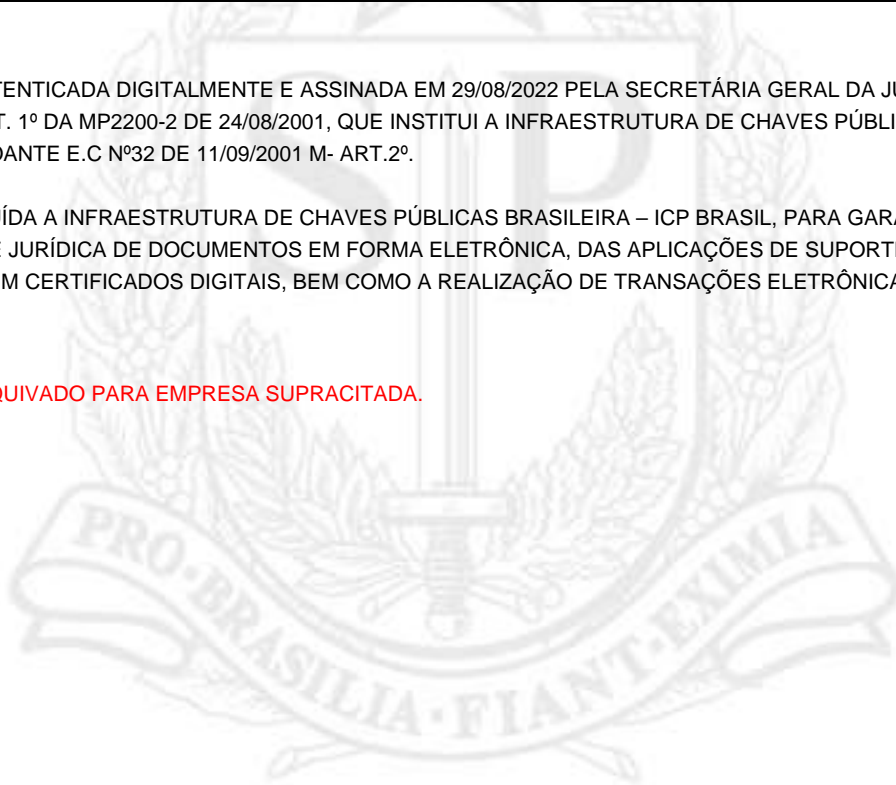 SP
TENTICADA DIGITALMENTE E ASSINADA EM 29/08/2022 PELA SECRETÁRIA GERAL DA JU
T. 1º DA MP2200-2 DE 24/08/2001, QUE INSTITUI A INFRAESTRUTURA DE CHAVES PÚBLI
DANTE E.C Nº32 DE 11/09/2001 M- ART.2º.
ÍDA A INFRAESTRUTURA DE CHAVES PÚBLICAS BRASILEIRA – ICP BRASIL, PARA GARA
E JURÍDICA DE DOCUMENTOS EM FORMA ELETRÔNICA, DAS APLICAÇÕES DE SUPORT
M CERTIFICADOS DIGITAIS, BEM COMO A REALIZAÇÃO DE TRANSAÇÕES ELETRÔNICA
QUIVADO PARA EMPRESA SUPRACITADA.
PRO·BRASILIA·FIANT·EXIMIA